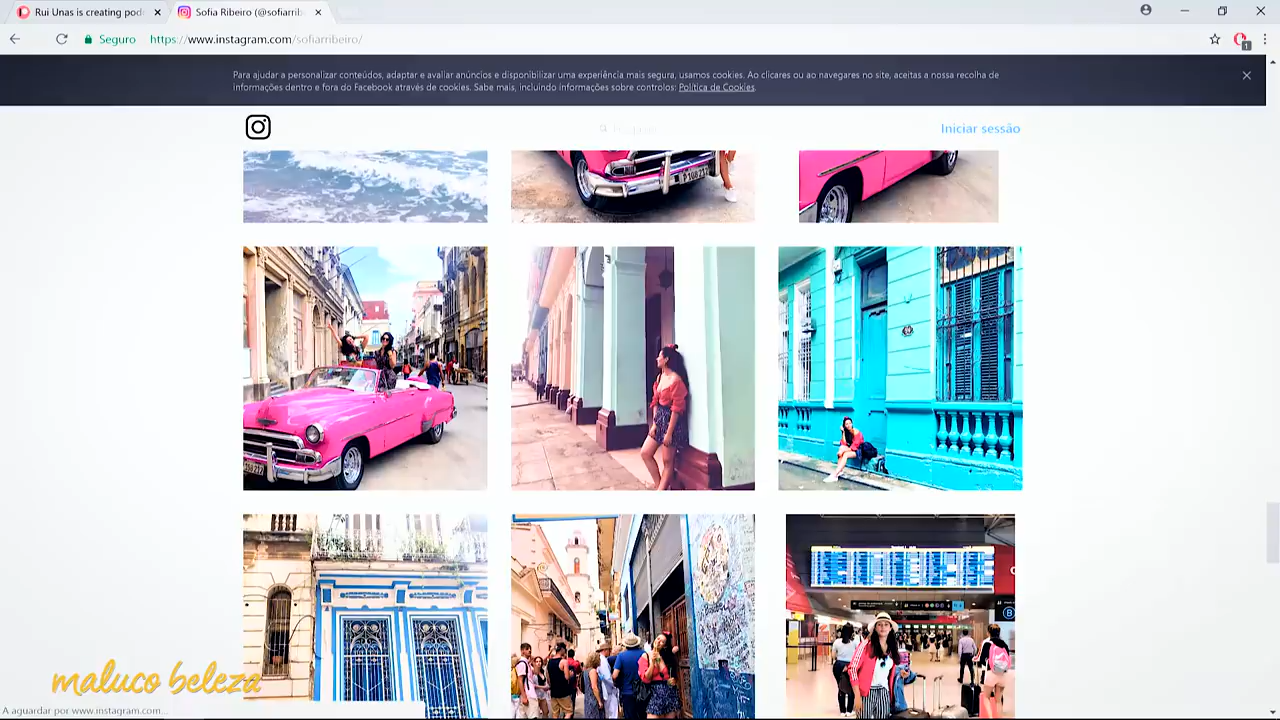 Rui Unas is creating pod
Sofia Ribeiro (@sofiarrib
Seguro
https://www.instagram.com/sofiarribeiro/
1
Para ajudar a personalizar conteúdos, adaptar e avaliar anúncios e disponibilizar uma experiência mais segura, usamos cookies. Ao clicares ou ao navegares no site, aceitas a nossa recolha de
informações dentro e fora do Facebook através de cookies. Sabe mais, incluindo informações sobre controlos: Política de Cookies.
Iniciar sessão
B
maluco beleza
A aguardar por www.instagram.com...